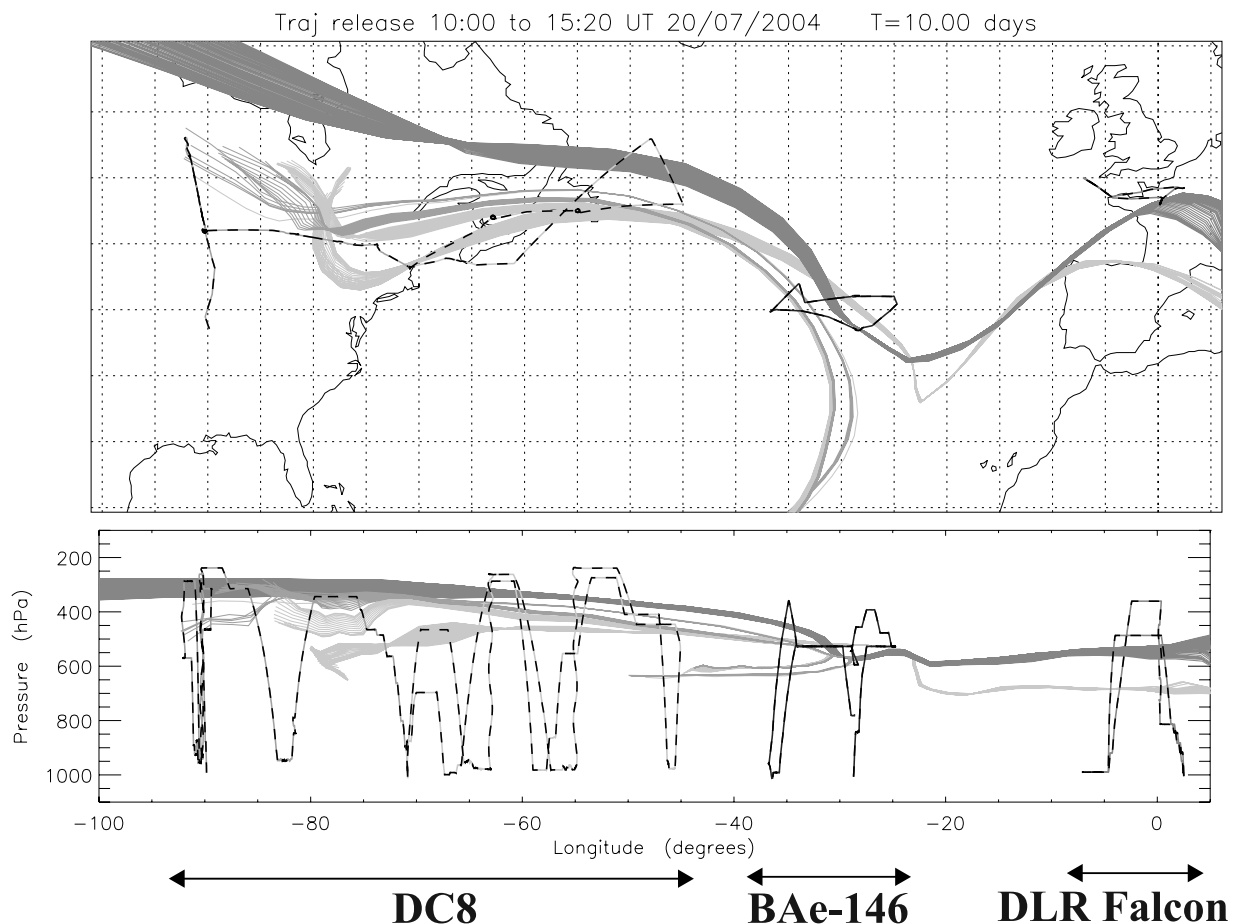 Traj release 10:00 to 15:20 UT 20/07/2004 T=10.00 days
200
400
600
800
1000
Pressure (hPa)
-100 -80 -60 -40 -20 0
Longitude (degrees)
DC8 BAe-146 DLR Falcon